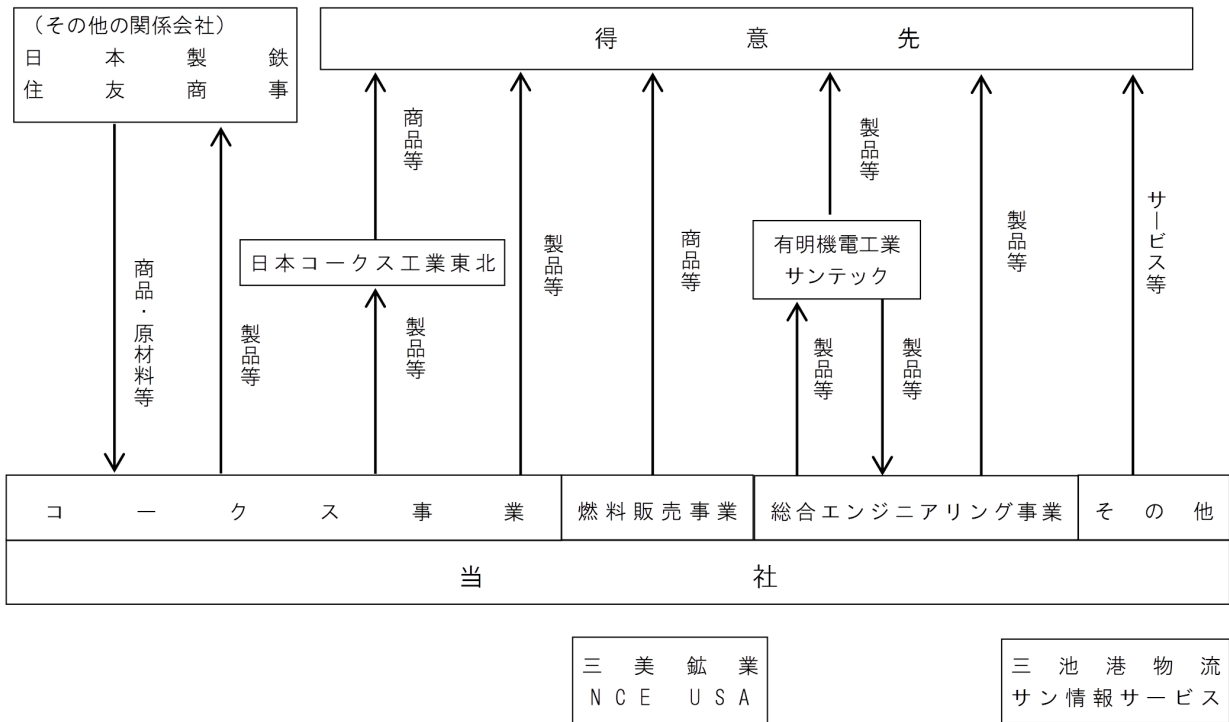 (その他の関係会社)
日本製鉄
住友商事
得意先
商品等
製品等
サービス等
日本コークス工業東北
有明機電工業
サンテック
製品等
商品等
製品等
商品・原材料等
製品等
製品等
製品等
製品等
コークス事業
燃料販売事業
総合エンジニアリング事業
その他
当社
三美鉱業
NCE USA
三池港物流
サン情報サービス